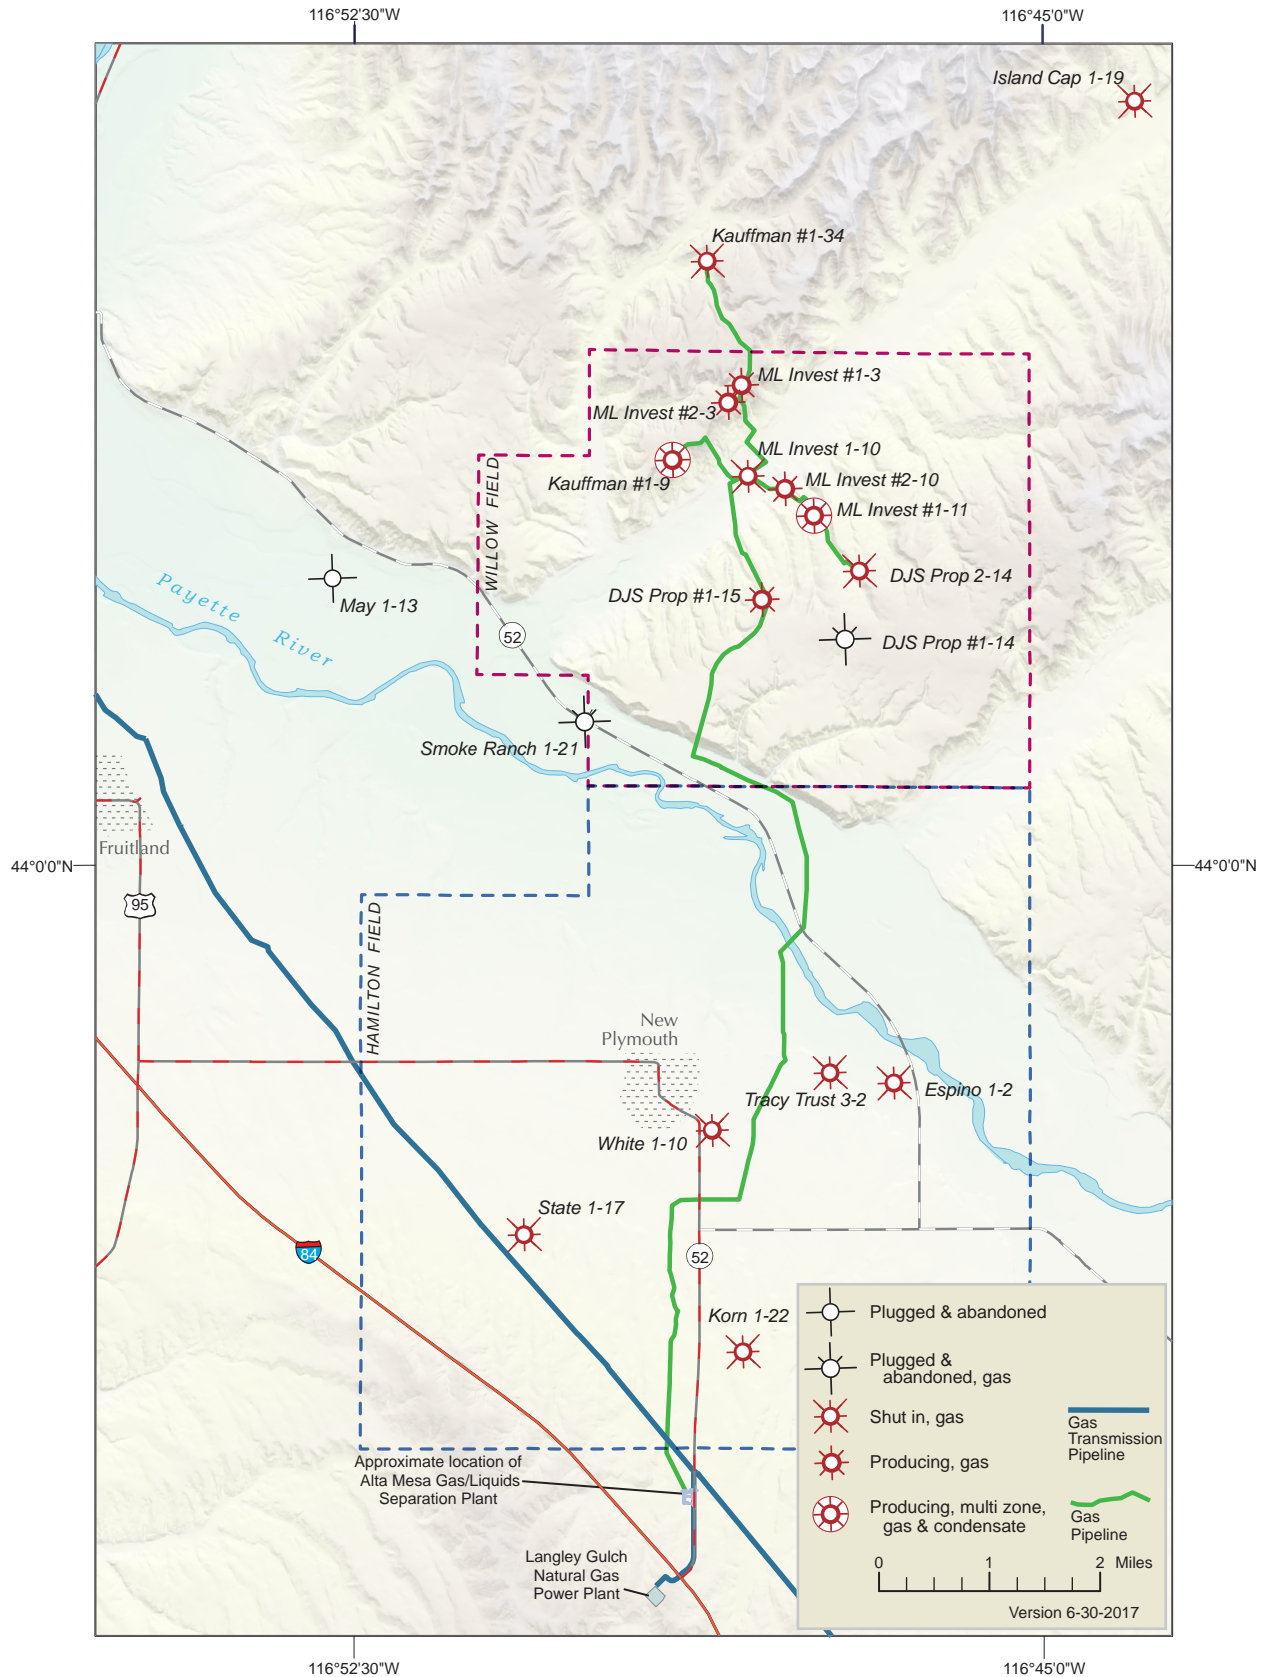 116°52'30"W
116°45'0"W
Island Cap 1-19
Kauffman #1-34
ML Invest #1-3
ML Invest #2-3
ML Invest 1-10
Kauffman #1-9
ML Invest #2-10
ML Invest #1-11
WILLOW FIELD
DJS Prop 2-14
DJS Prop #1-15
May 1-13
Payette River
52
DJS Prop #1-14
Smoke Ranch 1-21
Fruitland
44°0'0"N
44°0'0"N
95
HAMILTON FIELD
New
Plymouth
Tracy Trust 3-2
Espino 1-2
White 1-10
State 1-17
84
52
Korn 1-22
Approximate location of
Alta Mesa Gas/Liquids
Separation Plant
Langley Gulch
Natural Gas
Power Plant
Plugged & abandoned
Plugged &
abandoned, gas
Shut in, gas
Producing, gas
Producing, multi zone,
gas & condensate
Gas
Transmission
Pipeline
Gas
Pipeline
0 1 2 Miles
Version 6-30-2017
116°52'30"W
116°45'0"W